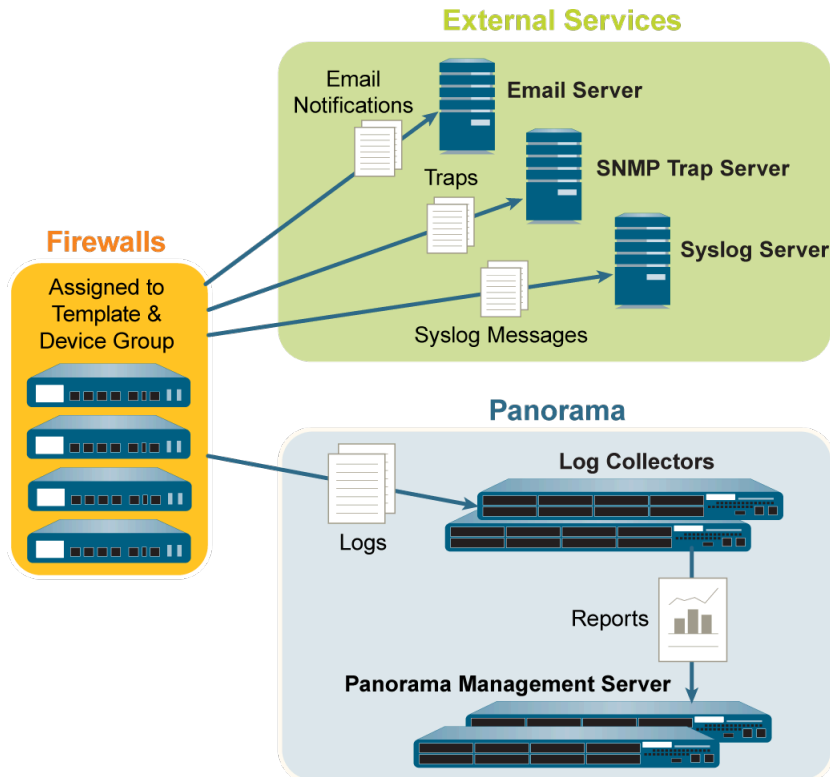 External Services
Email
Notifications
Email Server
Traps
SNMP Trap Server
Syslog Server
Syslog Messages
Firewalls
Assigned to
Template &
Device Group
Panorama
Log Collectors
Logs
Reports
Panorama Management Server